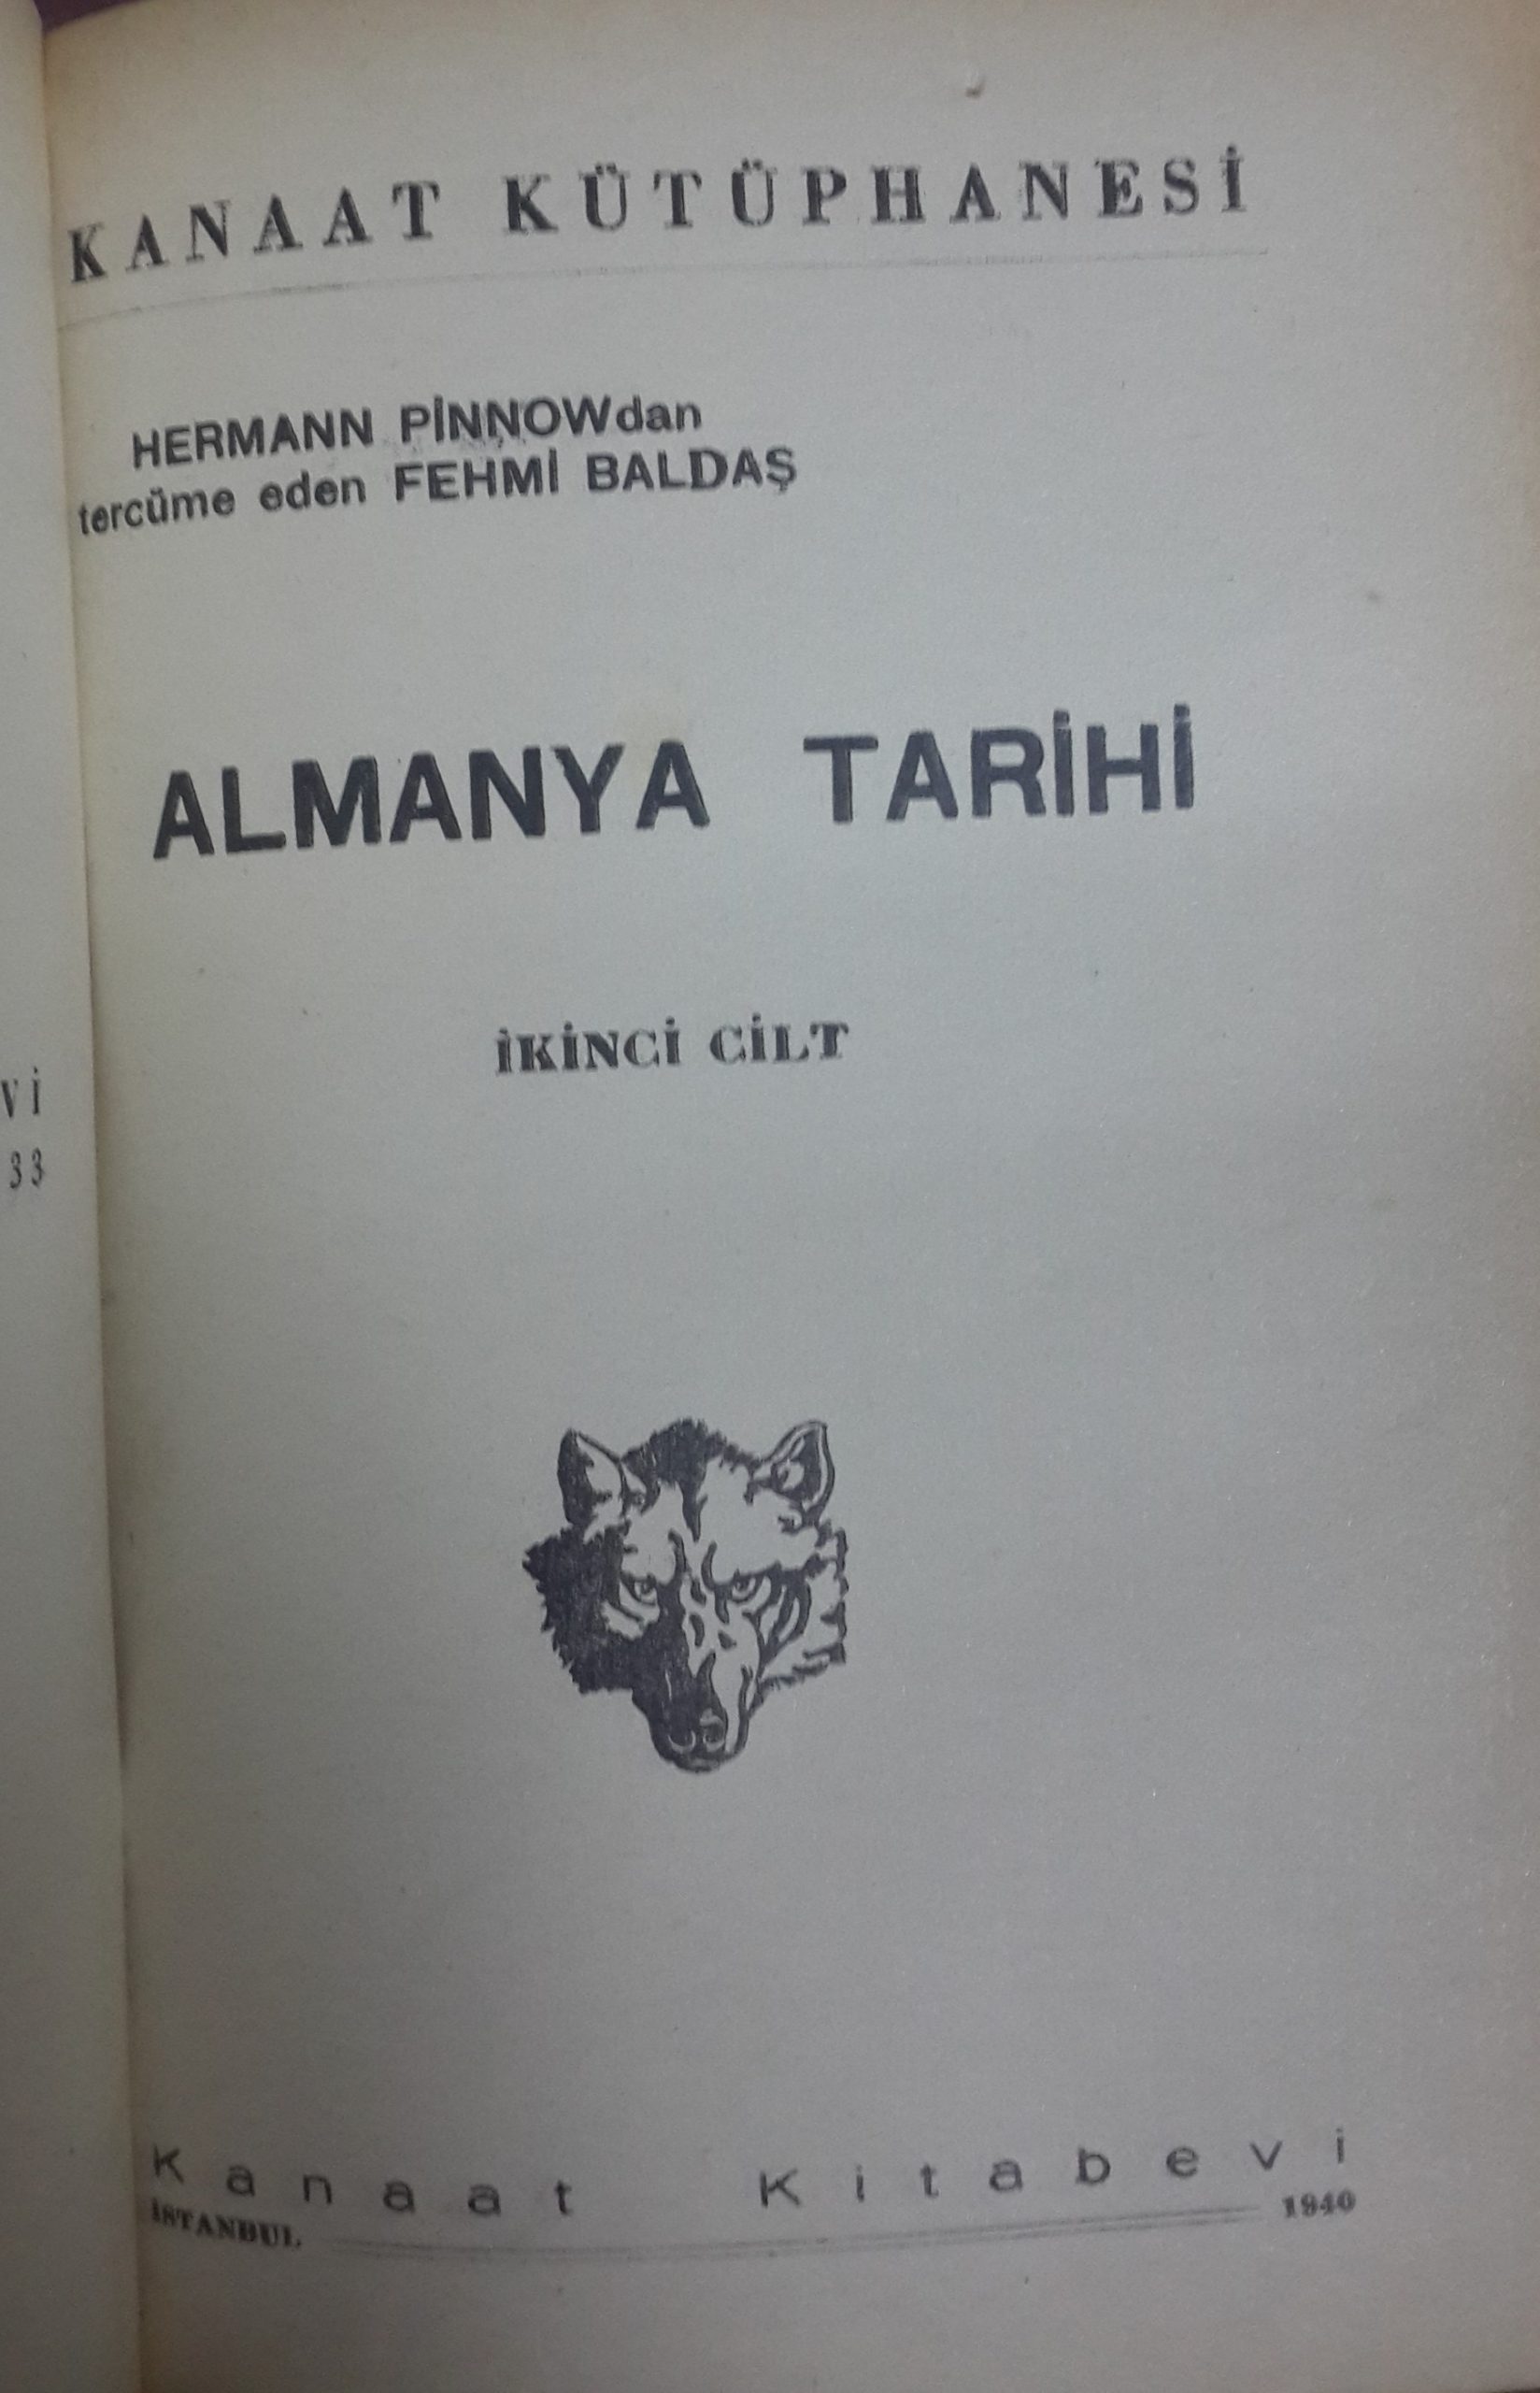 KANAAT KÜTÜPHANESİ
HERMANN PİNNOWdan
tercüme eden FEHMİ BALDAŞ
ALMANYA TARİHİ
İKİNCİ CİLT
Vİ
33
Kanaat Kitabevi
İSTANBUL 1940